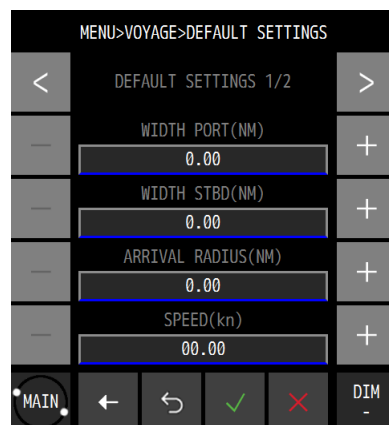 MENU>VOYAGE>DEFAULT SETTINGS
< DEFAULT SETTINGS 1/2 >
WIDTH PORT(NM)
— 0.00 +
WIDTH STBD(NM)
— 0.00 +
ARRIVAL RADIUS(NM)
— 0.00 +
SPEED(kn)
— 00.00 +
MAIN DIM
-